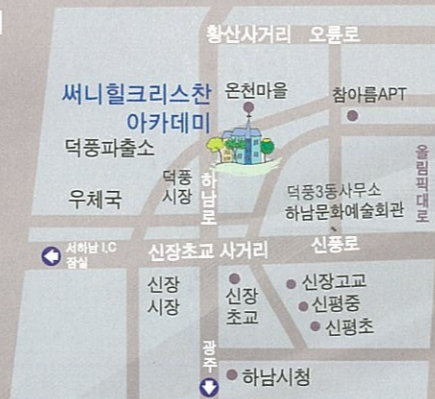 황산사거리 오륜로
써니힐크리스찬
아카데미
온천마을
참아름APT
덕풍파출소
덕풍
시장
우체국
하남로
덕풍3동사무소
하남문화예술회관
올림픽대로
서하남 I.C
잠실
신장초교 사거리
신풍로
신장
시장
신장
초교
신장고교
신평중
신평초
광주
하남시청